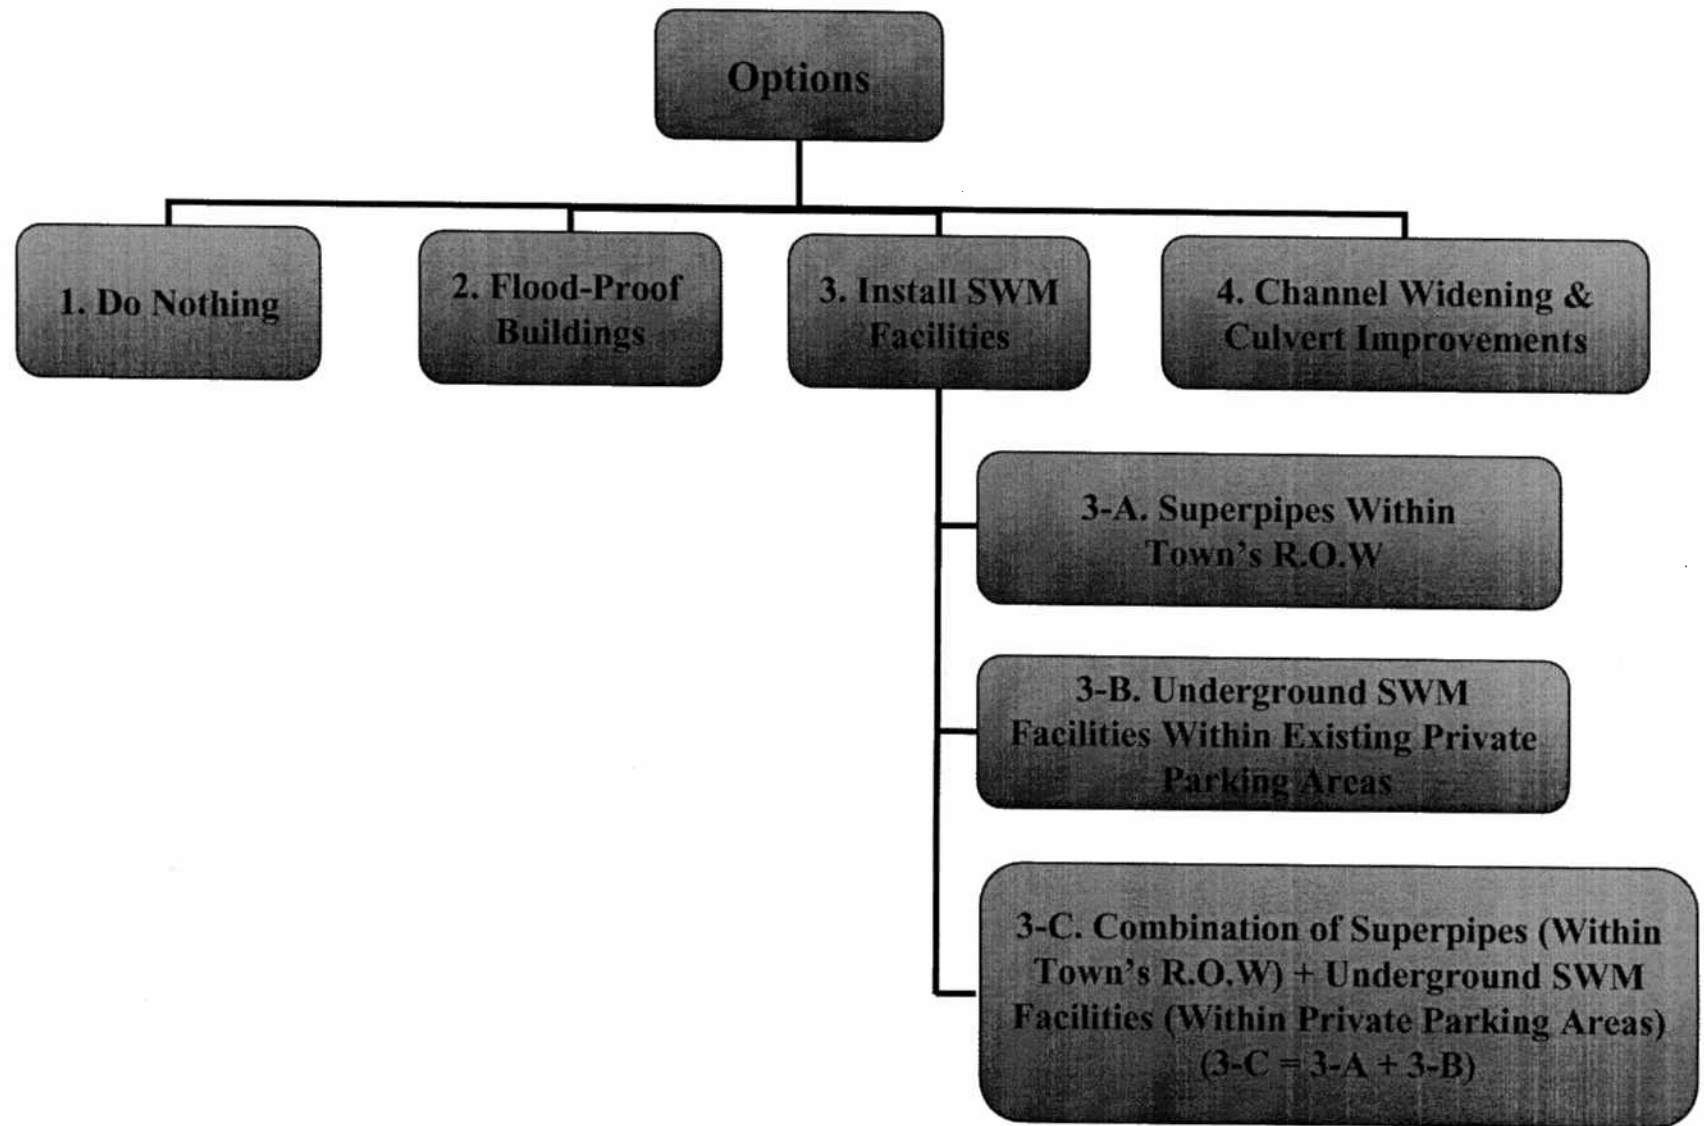 Options
1. Do Nothing
2. Flood-Proof
Buildings
3. Install SWM
Facilities
4. Channel Widening &
Culvert Improvements
3-A. Superpipes Within
Town's R.O.W
3-B. Underground SWM
Facilities Within Existing Private
Parking Areas
3-C. Combination of Superpipes (Within
Town's R.O.W) + Underground SWM
Facilities (Within Private Parking Areas)
(3-C = 3-A + 3-B)